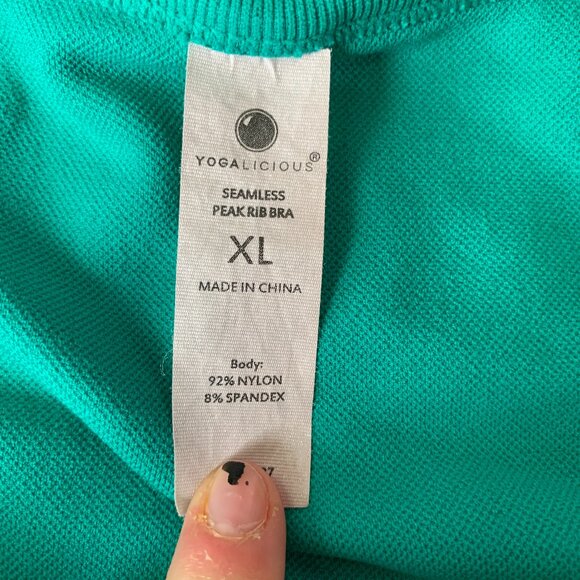 YOGALICIOUS®
SEAMLESS
PEAK RIB BRA
XL
MADE IN CHINA
Body:
92% NYLON
8% SPANDEX